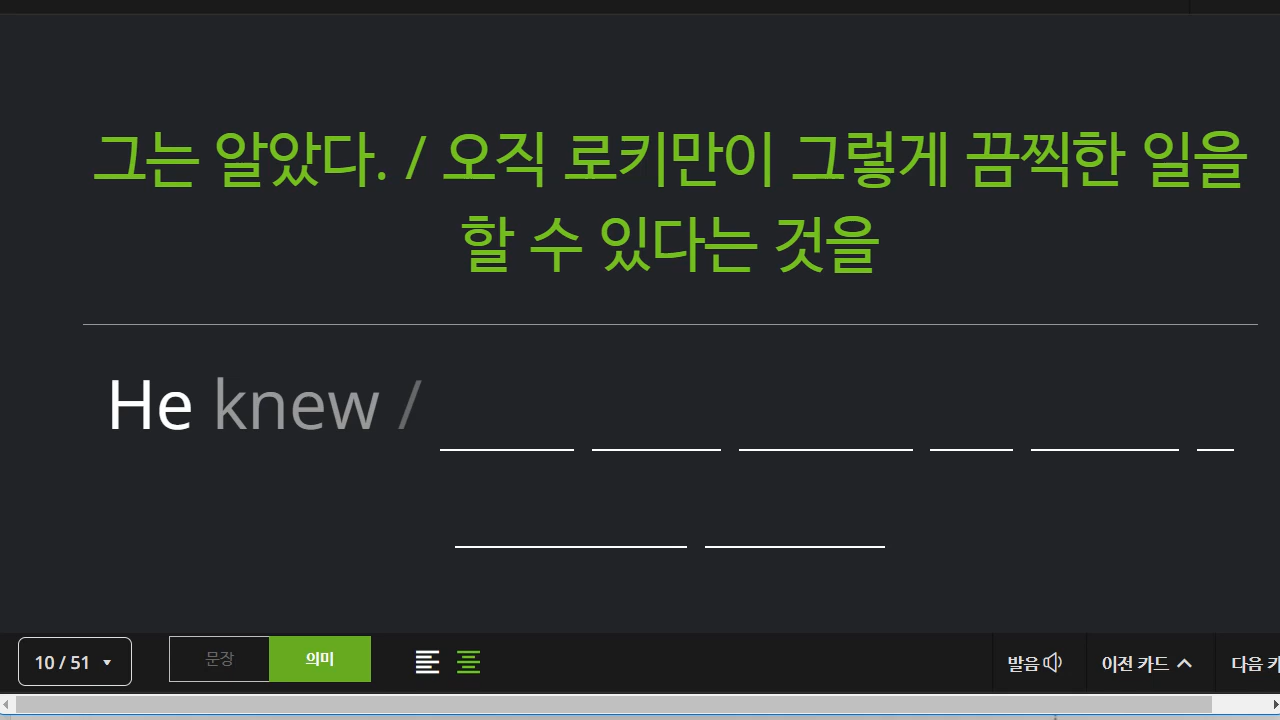 그는 알았다. / 오직 로키만이 그렇게 끔찍한 일을
할 수 있다는 것을
He knew /
10 / 51
문장
의미
발음
이전 카드
다음 카